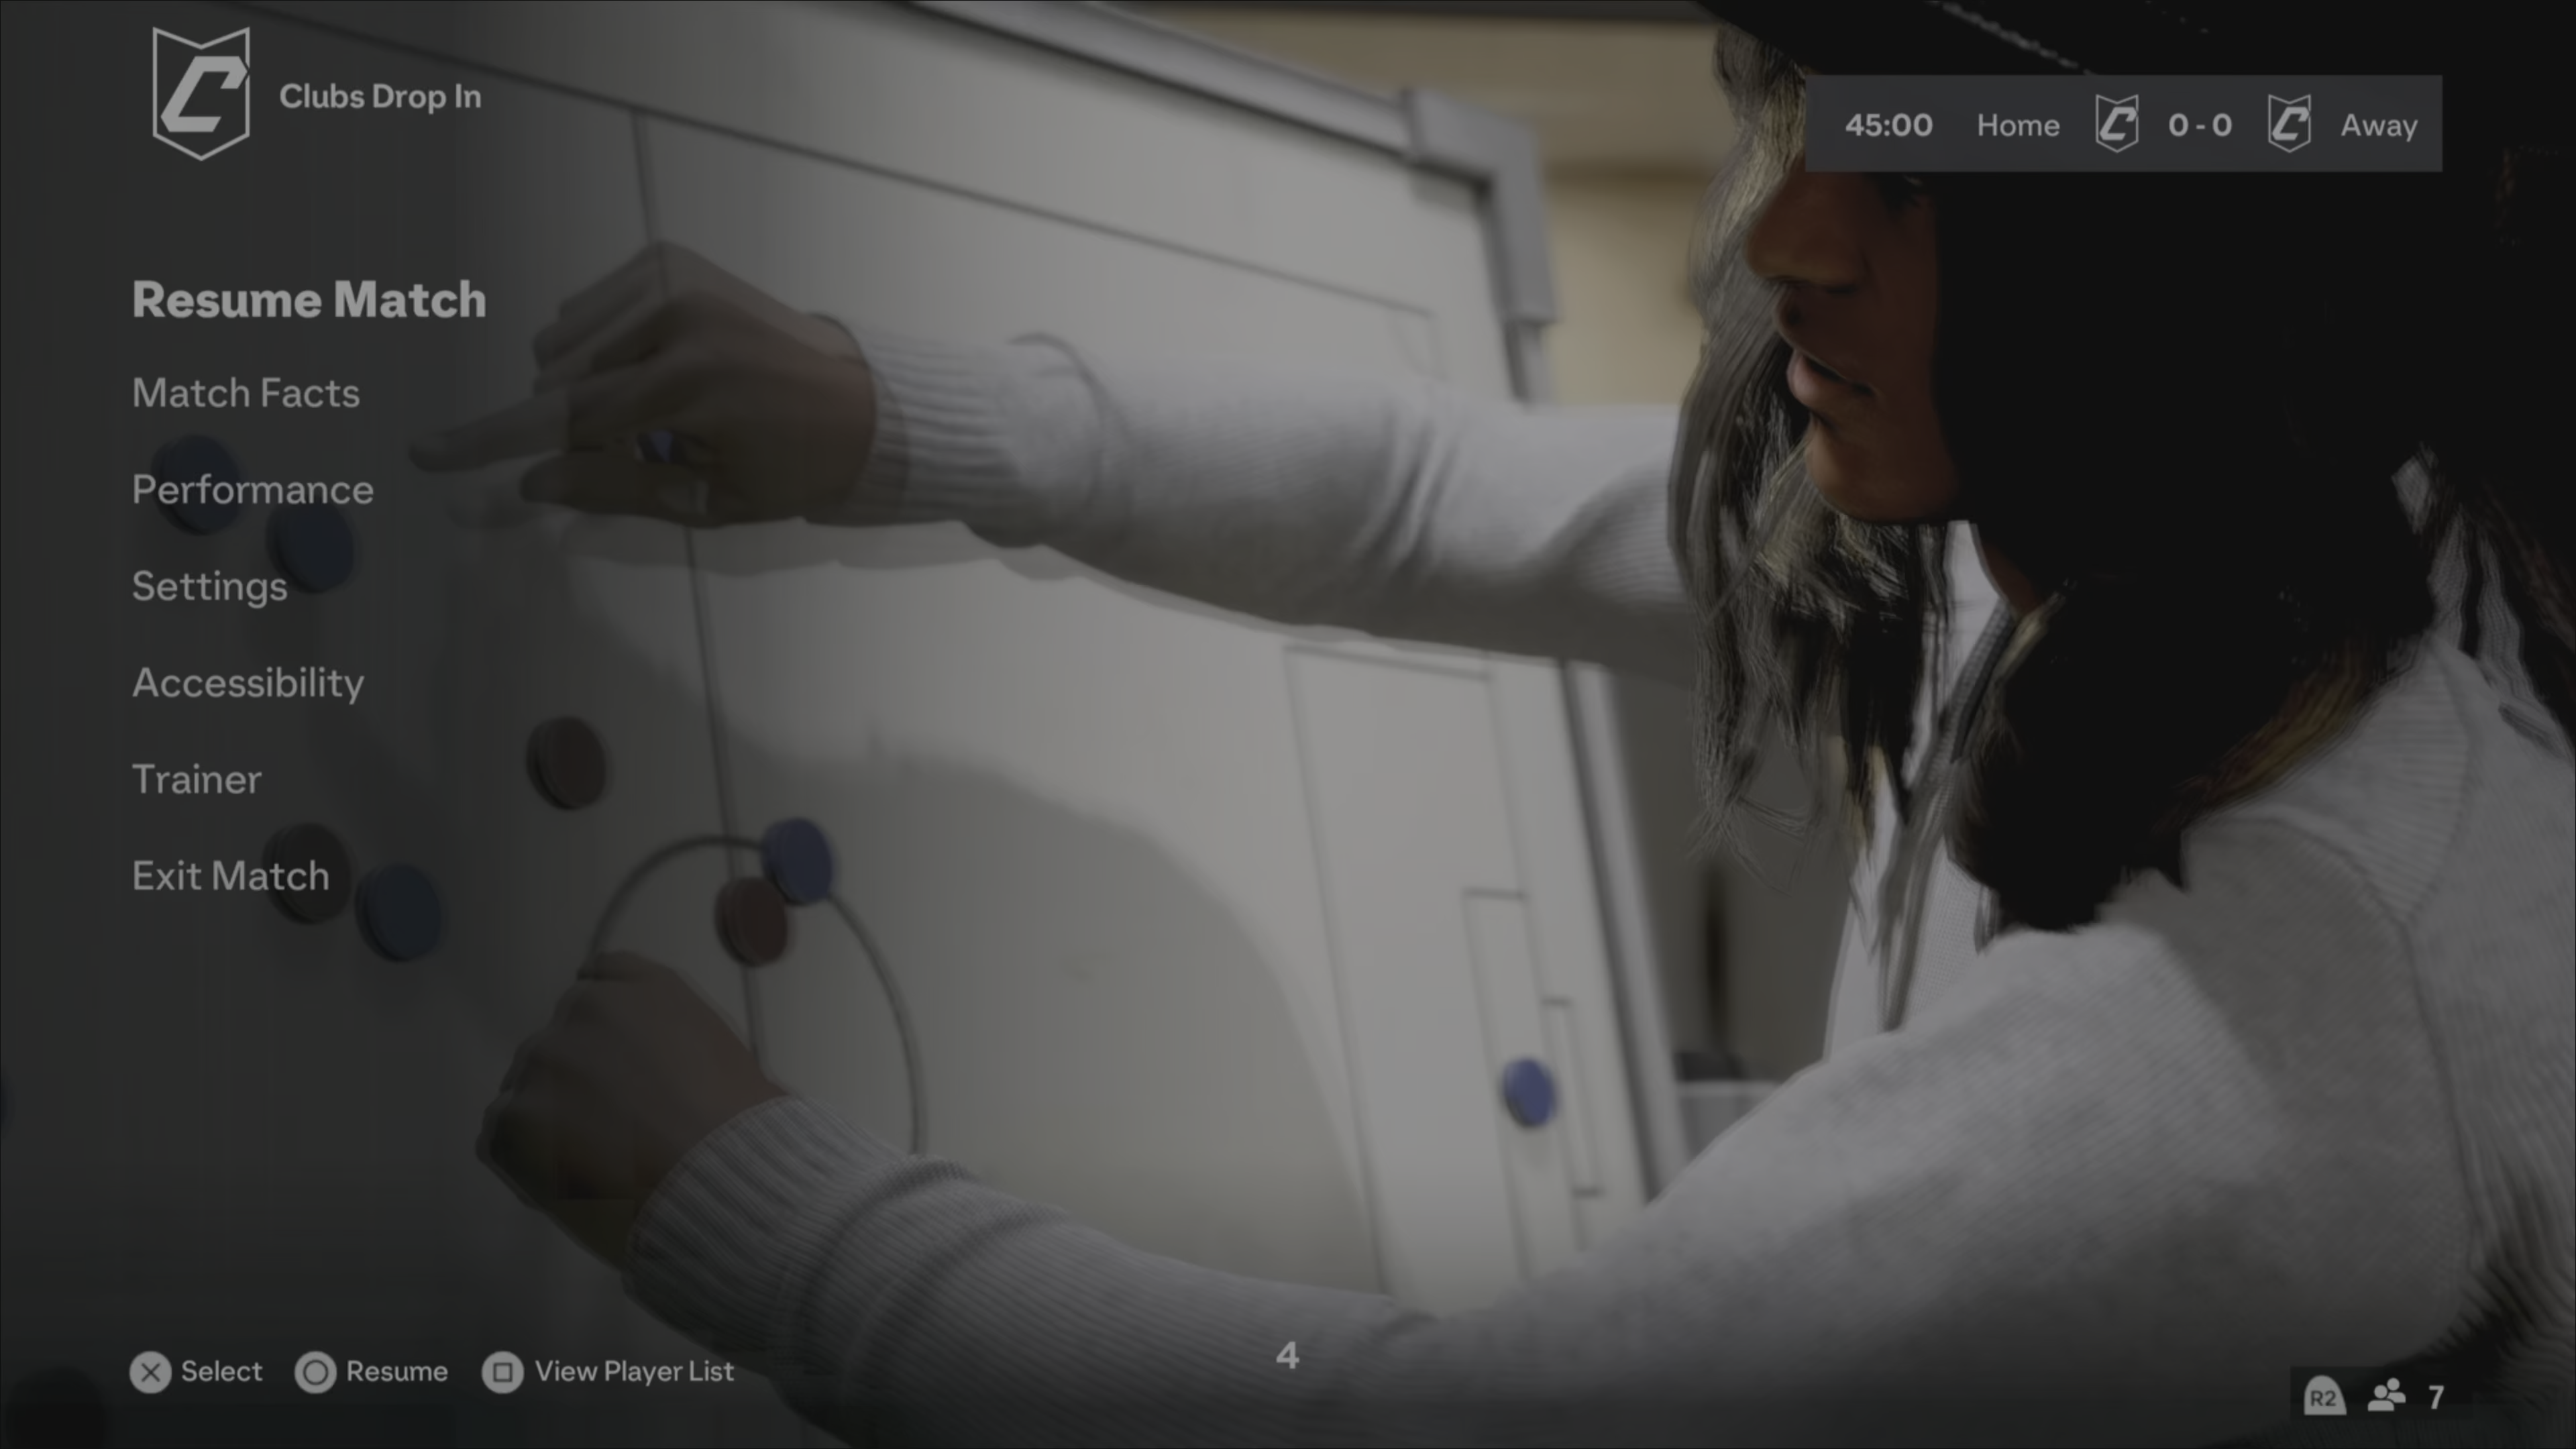 Clubs Drop In
45:00 Home 0 - 0 Away
Resume Match
Match Facts
Performance
Settings
Accessibility
Trainer
Exit Match
Select Resume View Player List
4
R2 7